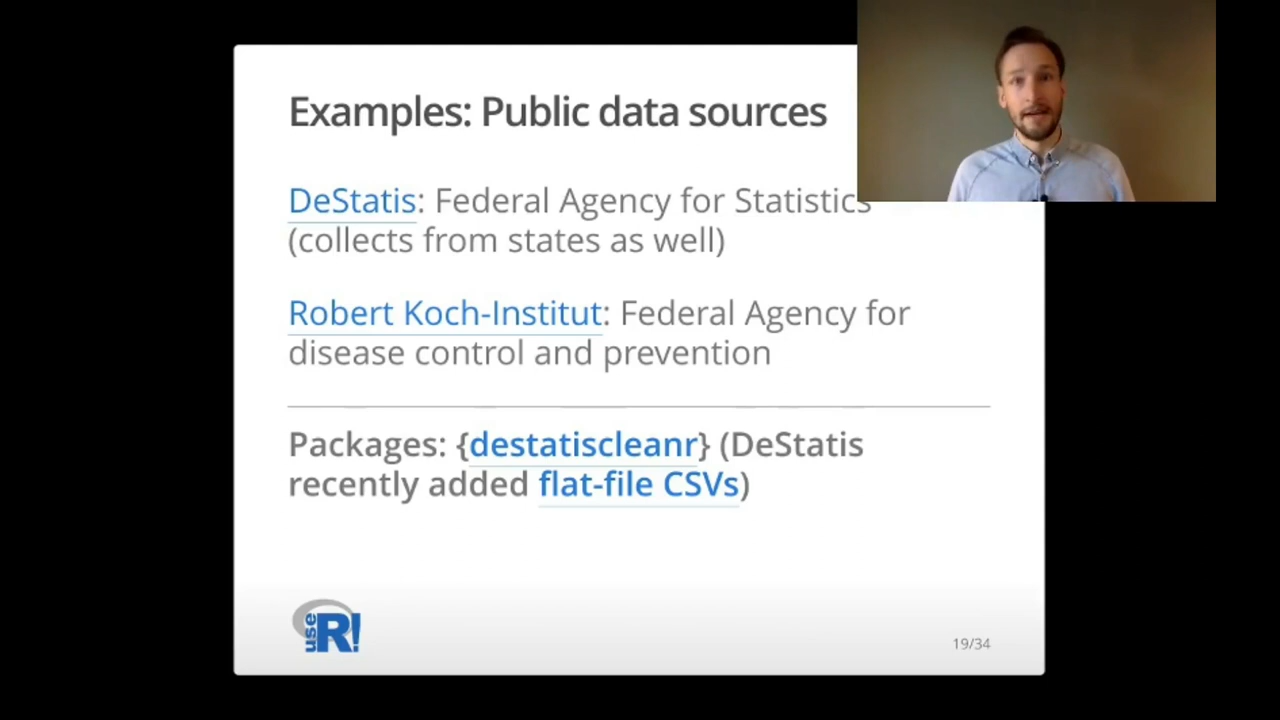 Examples: Public data sources
DeStatis: Federal Agency for Statistics
(collects from states as well)
Robert Koch-Institut: Federal Agency for
disease control and prevention
Packages: {destatiscleanr} (DeStatis
recently added flat-file CSVs)
use R!
19/34